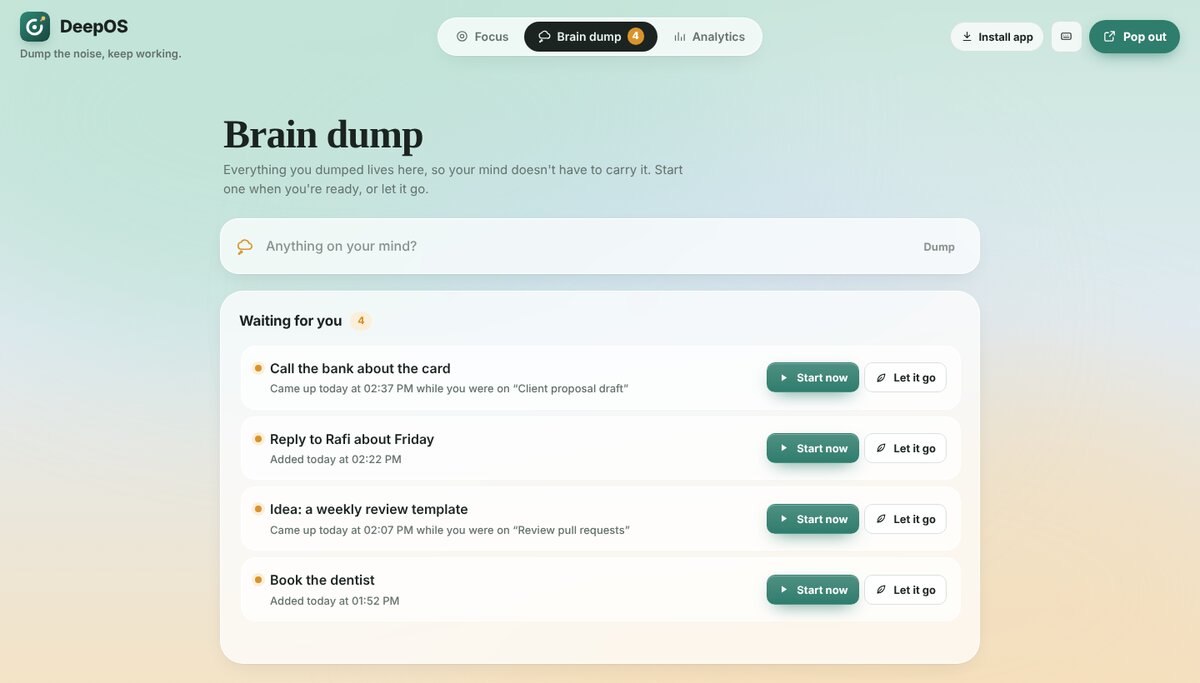 DeepOS
Dump the noise, keep working.
Focus
Brain dump 4
Analytics
Install app
Pop out
Brain dump
Everything you dumped lives here, so your mind doesn't have to carry it. Start
one when you're ready, or let it go.
Anything on your mind?
Dump
Waiting for you 4
Call the bank about the card
Came up today at 02:37 PM while you were on “Client proposal draft”
Start now
Let it go
Reply to Rafi about Friday
Added today at 02:22 PM
Start now
Let it go
Idea: a weekly review template
Came up today at 02:07 PM while you were on “Review pull requests”
Start now
Let it go
Book the dentist
Added today at 01:52 PM
Start now
Let it go